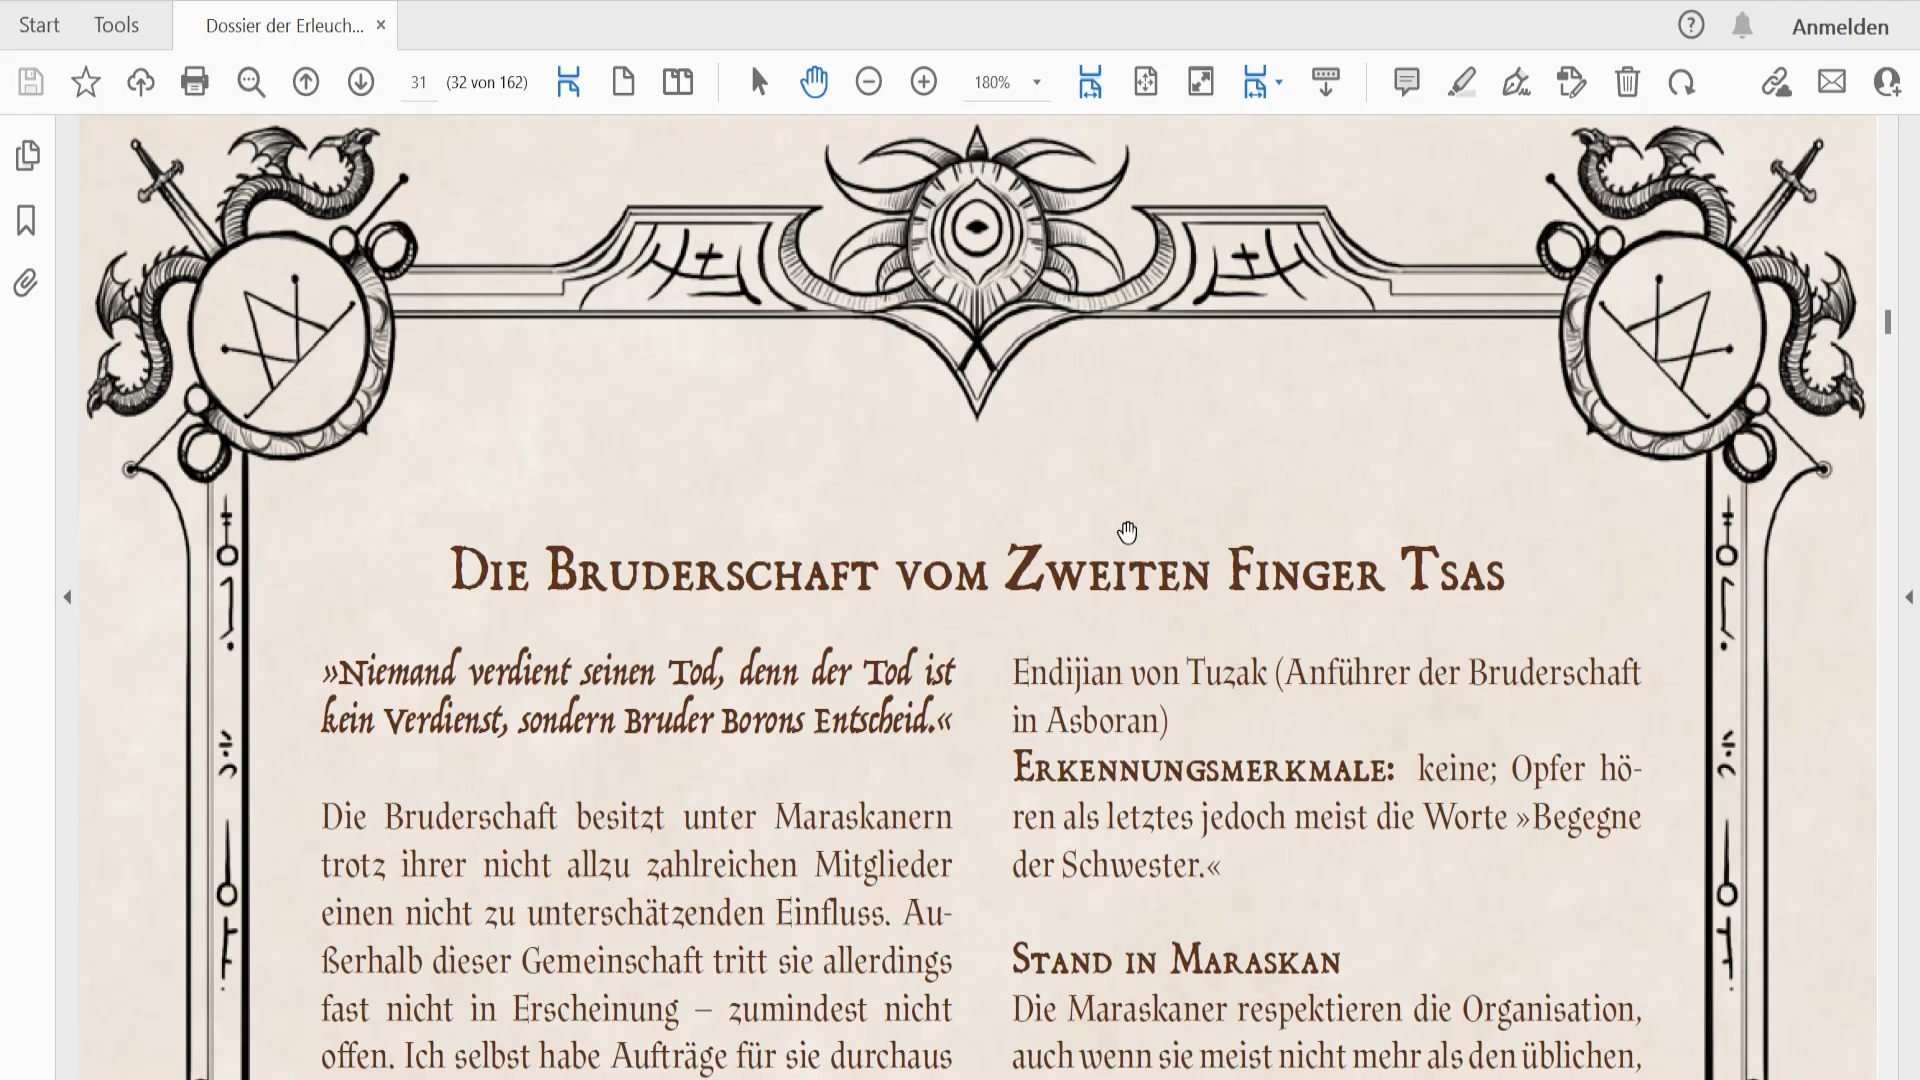 Start
Tools
Dossier der Erleuch...
Anmelden
31
(32 von 162)
180%
Die Bruderschaft vom Zweiten Finger Tsas
»Niemand verdient seinen Tod, denn der Tod ist
kein Verdienst, sondern Bruder Borons Entscheid.«
Die Bruderschaft besitzt unter Maraskanern
trotz ihrer nicht allzu zahlreichen Mitglieder
einen nicht zu unterschätzenden Einfluss. Au-
ßerhalb dieser Gemeinschaft tritt sie allerdings
fast nicht in Erscheinung – zumindest nicht
offen. Ich selbst habe Aufträge für sie durchaus
Endijian von Tuzak (Anführer der Bruderschaft
in Asboran)
Erkennungsmerkmale: keine; Opfer hö-
ren als letztes jedoch meist die Worte »Begegne
der Schwester.«
Stand in Maraskan
Die Maraskaner respektieren die Organisation,
auch wenn sie meist nicht mehr als den üblichen,